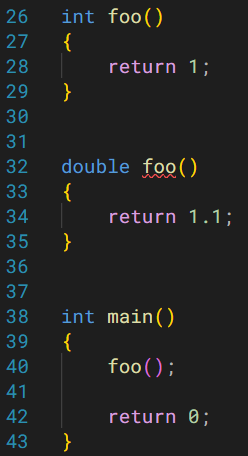 26 int foo()
27 {
28     return 1;
29 }
30
31
32 double foo()
33 {
34     return 1.1;
35 }
36
37
38 int main()
39 {
40     foo();
41
42     return 0;
43 }